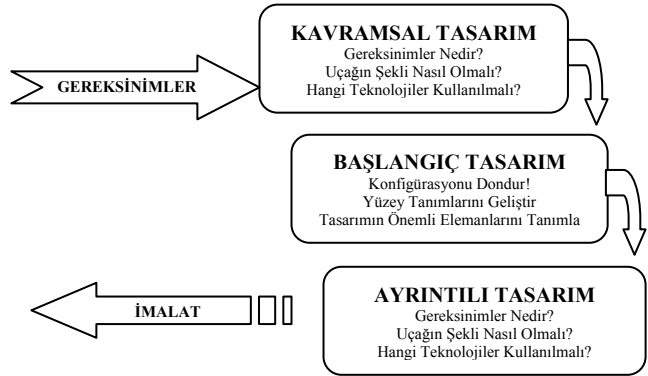 KAVRAMSAL TASARIM
Gereksinimler Nedir?
Uçağın Şekli Nasıl Olmalı?
Hangi Teknolojiler Kullanılmalı?
GEREKSİNİMLER
BAŞLANGIÇ TASARIM
Konfigürasyonu Dondur!
Yüzey Tanımlarını Geliştir
Tasarımın Önemli Elemanlarını Tanımla
AYRINTILI TASARIM
Gereksinimler Nedir?
Uçağın Şekli Nasıl Olmalı?
Hangi Teknolojiler Kullanılmalı?
İMALAT